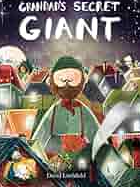 GRANDAD'S SECRET
GIANT
David Litchfield